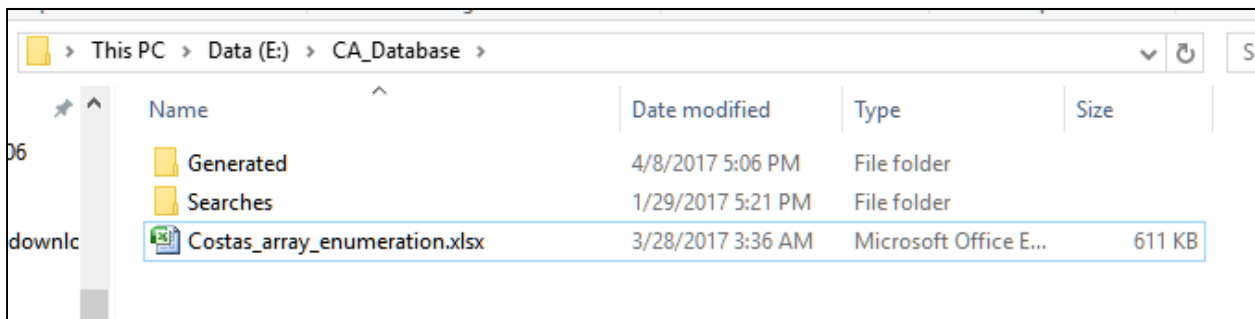 This PC > Data (E:) > CA_Database >
S
Name Date modified Type Size
06
Generated 4/8/2017 5:06 PM File folder
Searches 1/29/2017 5:21 PM File folder
downlc Costas_array_enumeration.xlsx 3/28/2017 3:36 AM Microsoft Office E... 611 KB